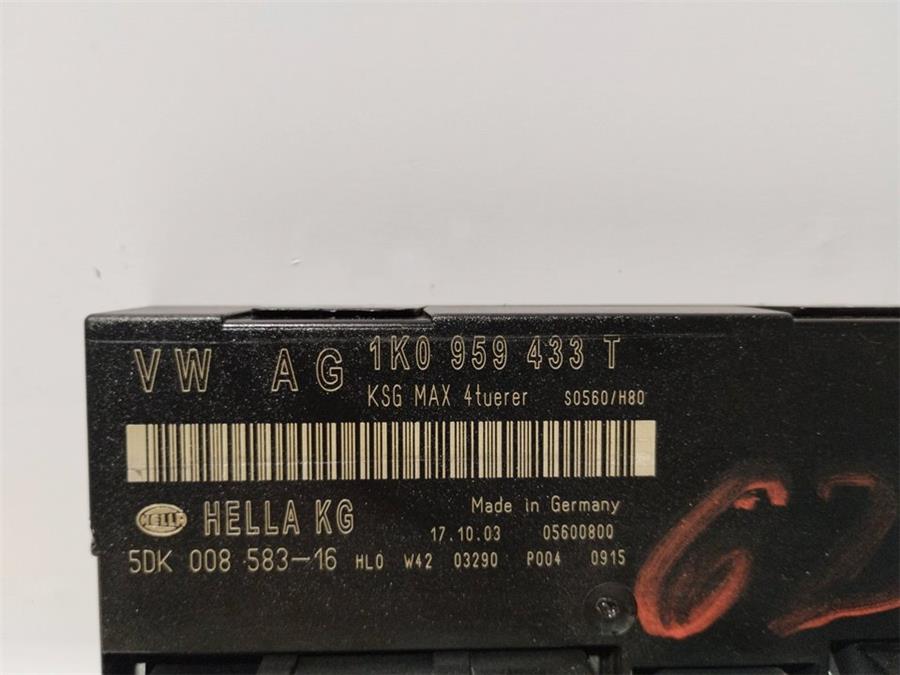 VW AG 1K0 959 433 T
KSG MAX 4tuerer S0560/H80
HELLA HELLA KG Made in Germany
17.10.03 05600800
5DK 008 583-16 HL0 W42 03290 P004 0915